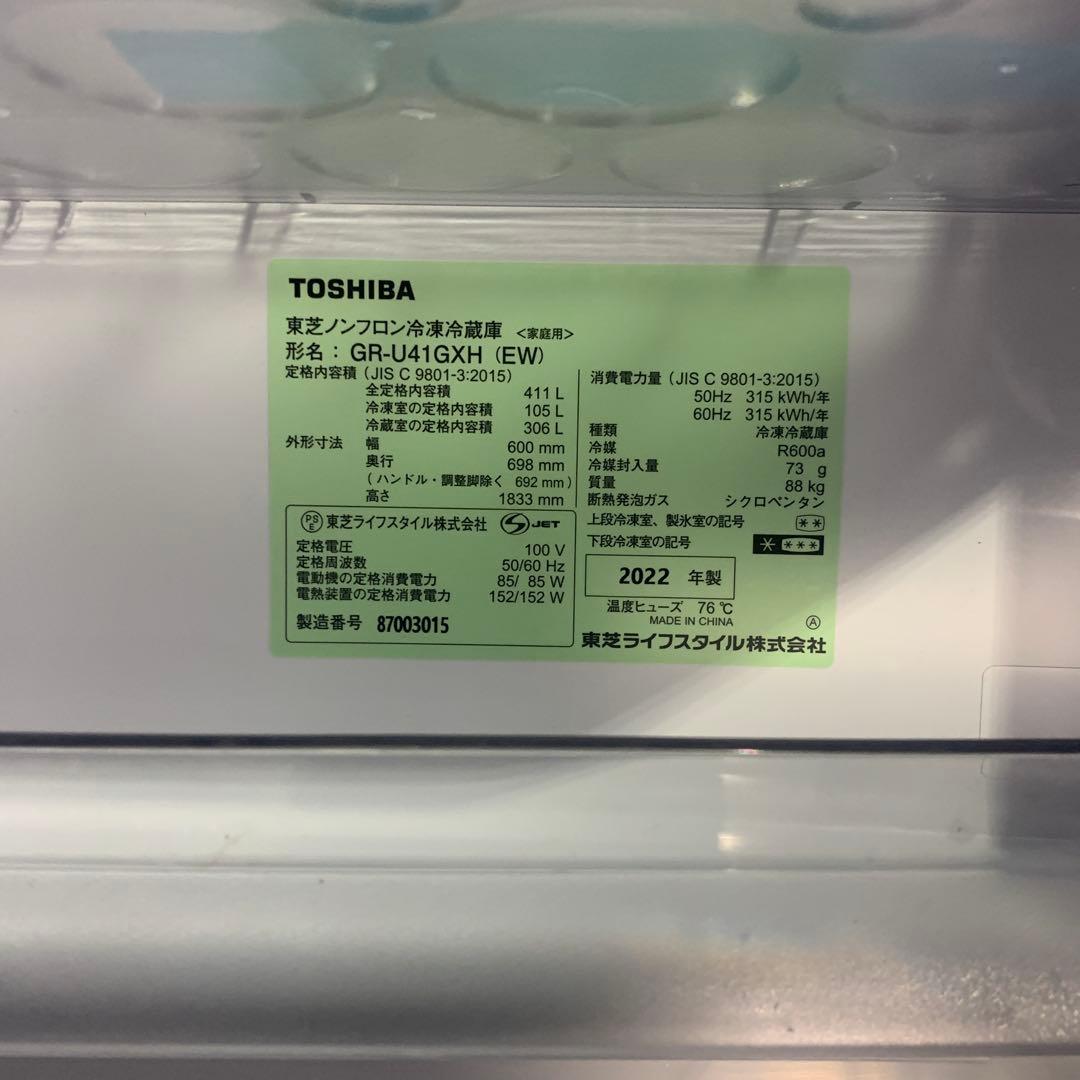 TOSHIBA
東芝ノンフロン冷凍冷蔵庫 <家庭用>
形名： GR-U41GXH (EW)
定格内容積 (JIS C 9801-3:2015)
全定格内容積 411 L
冷凍室の定格内容積 105 L
冷蔵室の定格内容積 306 L
外形寸法 幅 600 mm
奥行 698 mm
(ハンドル・調整脚除く 692 mm)
高さ 1833 mm
PS E 東芝ライフスタイル株式会社 S JET
定格電圧 100 V
定格周波数 50/60 Hz
電動機の定格消費電力 85/ 85 W
電熱装置の定格消費電力 152/152 W
製造番号 87003015
消費電力量 (JIS C 9801-3:2015)
50Hz 315 kWh/年
60Hz 315 kWh/年
種類 冷凍冷蔵庫
冷媒 R600a
冷媒封入量 73 g
質量 88 kg
断熱発泡ガス シクロペンタン
上段冷凍室、製氷室の記号 **
下段冷凍室の記号 * ***
2022 年製
温度ヒューズ 76 ℃
MADE IN CHINA Ⓐ
東芝ライフスタイル株式会社